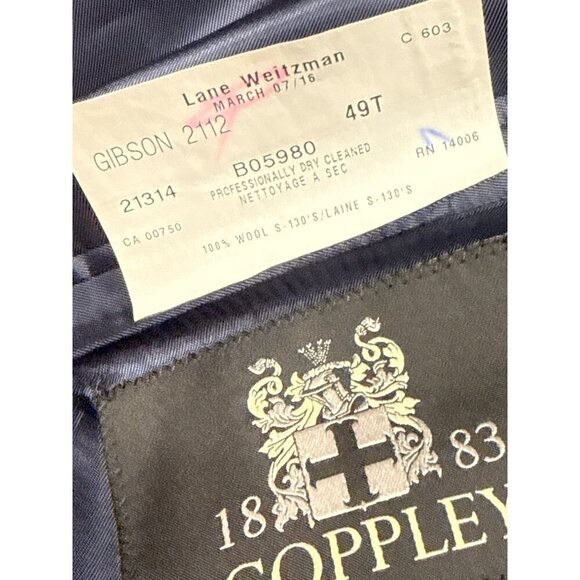 Lane Weitzman
C 603
MARCH 07/16
GIBSON 2112
49T
21314
B05980
PROFESSIONALLY DRY CLEANED
NETTOYAGE A SEC
RN 14006
CA 00750
100% WOOL S-130'S/LAINE S-130'S
18 83
COPPLEY